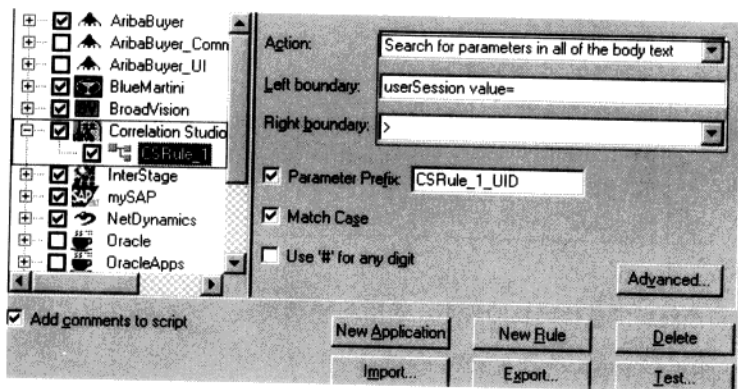 AribaBuyer
AribaBuyer_Comm
AribaBuyer_UI
BlueMartini
BroadVision
Correlation Studio
CSRule_1
InterStage
mySAP
NetDynamics
Oracle
OracleApps
Action:
Search for parameters in all of the body text
Left boundary:
userSession value=
Right boundary:
>
Parameter Prefix:
CSRule_1_UID
Match Case
Use '#' for any digit
Advanced...
Add comments to script
New Application
New Rule
Delete
Import...
Export...
Test...